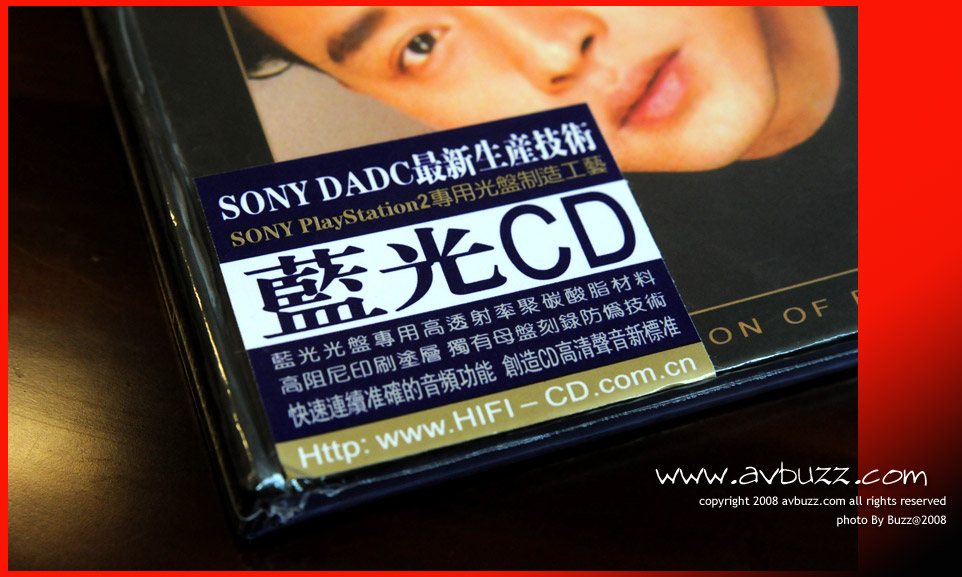 SONY DADC最新生産技術
SONY PlayStation2專用光盤制造工藝
藍光CD
藍光光盤專用高透射率聚碳酸脂材料
高阻尼印刷塗層 獨有母盤刻錄防偽技術
快速連續准確的音頻功能 創造CD高清聲音新標准
Http: www.HIFI-CD.com.cn
ON OF
www.avbuzz.com
copyright 2008 avbuzz.com all rights reserved
photo By Buzz@2008